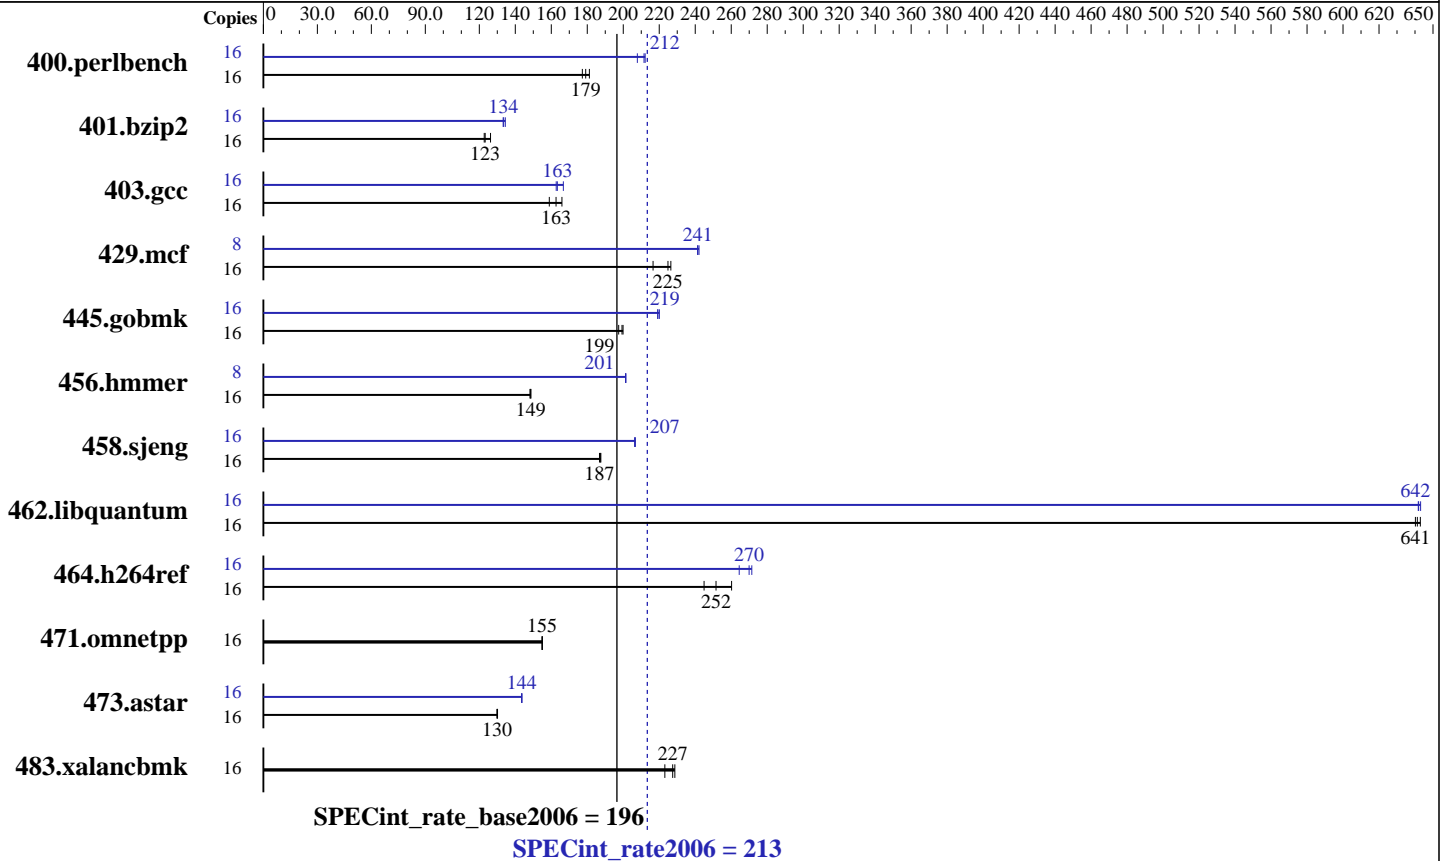 Copies 0 30.0 60.0 90.0 120 140 160 180 200 220 240 260 280 300 320 340 360 380 400 420 440 460 480 500 520 540 560 580 600 620 650
400.perlbench 16 212
16 179
401.bzip2 16 134
16 123
403.gcc 16 163
16 163
429.mcf 8 241
16 225
445.gobmk 16 219
16 199
456.hmmer 8 201
16 149
458.sjeng 16 207
16 187
462.libquantum 16 642
16 641
464.h264ref 16 270
16 252
471.omnetpp 16 155
473.astar 16 144
16 130
483.xalancbmk 16 227
SPECint_rate_base2006 = 196
SPECint_rate2006 = 213